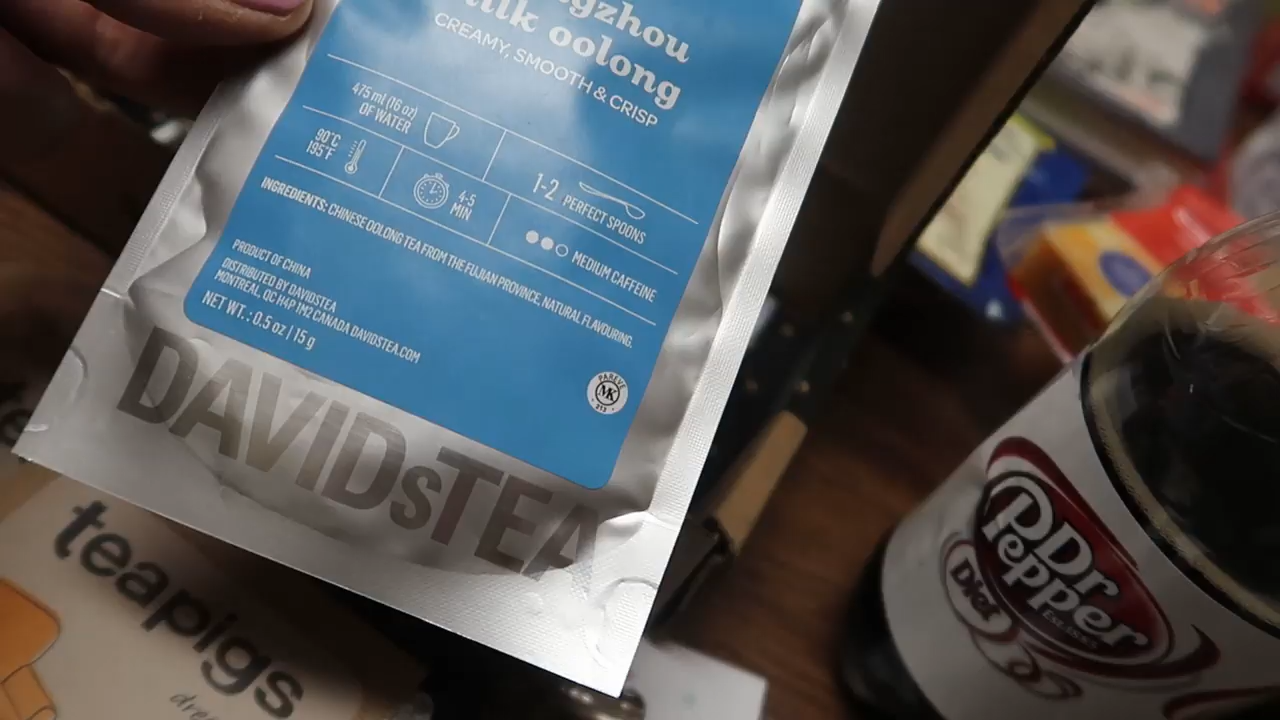 milk oolong
CREAMY, SMOOTH & CRISP
475 ml (16 oz)
OF WATER
1-2 PERFECT SPOONS
90°C
195°F
4-5
MIN
MEDIUM CAFFEINE
INGREDIENTS: CHINESE OOLONG TEA FROM THE FUJIAN PROVINCE. NATURAL FLAVOURING.
PRODUCT OF CHINA
DISTRIBUTED BY DAVIDSTEA
MONTREAL, QC H4P 1M2 CANADA DAVIDSTEA.COM
NET WT.: 0.5 oz | 15 g
PAREVE
MK
DAVIDsTEA
teapigs
Diet
Dr
Pepper